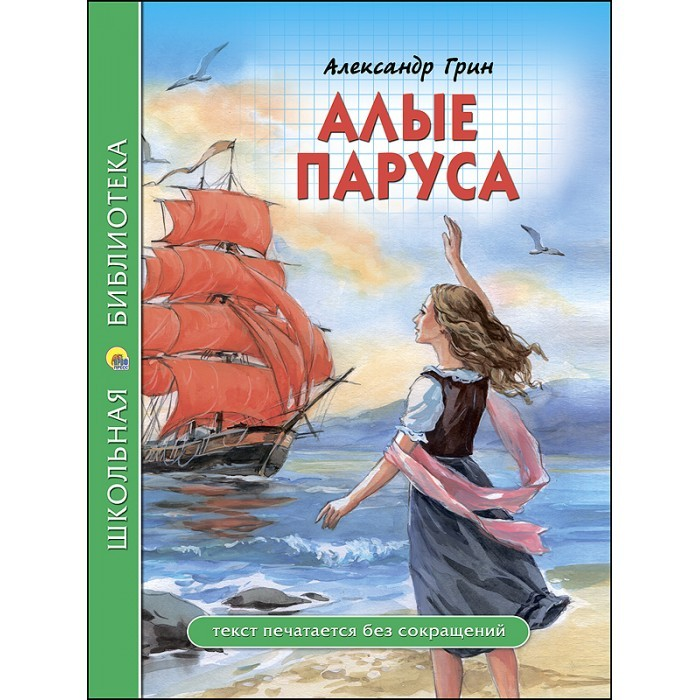 Александр Грин
АЛЫЕ
ПАРУСА
ШКОЛЬНАЯ БИБЛИОТЕКА
текст печатается без сокращений